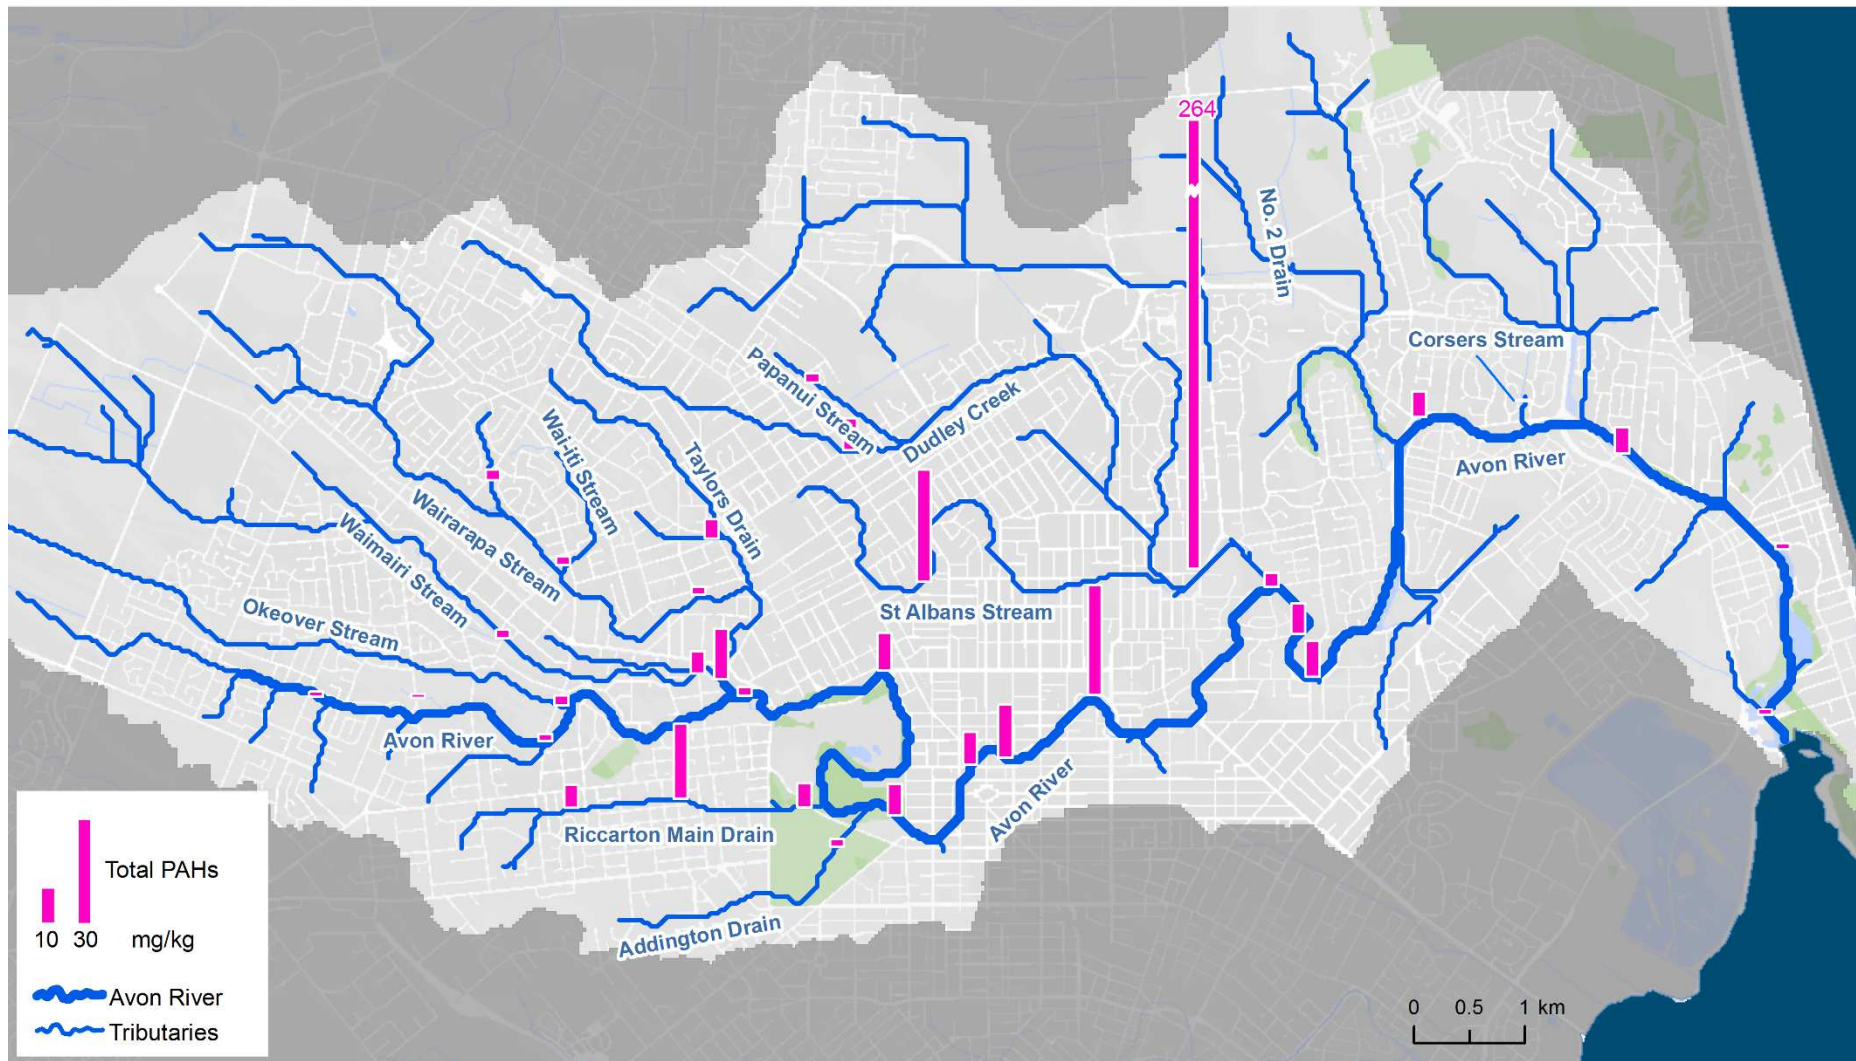 264
No. 2 Drain
Corsers Stream
Papanui Stream
Dudley Creek
Wai-iti Stream
Taylors Drain
Avon River
Wairarapa Stream
Waimairi Stream
Okeover Stream
St Albans Stream
Avon River
Avon River
Riccarton Main Drain
Addington Drain
Total PAHs
10 30 mg/kg
Avon River
Tributaries
0 0.5 1 km